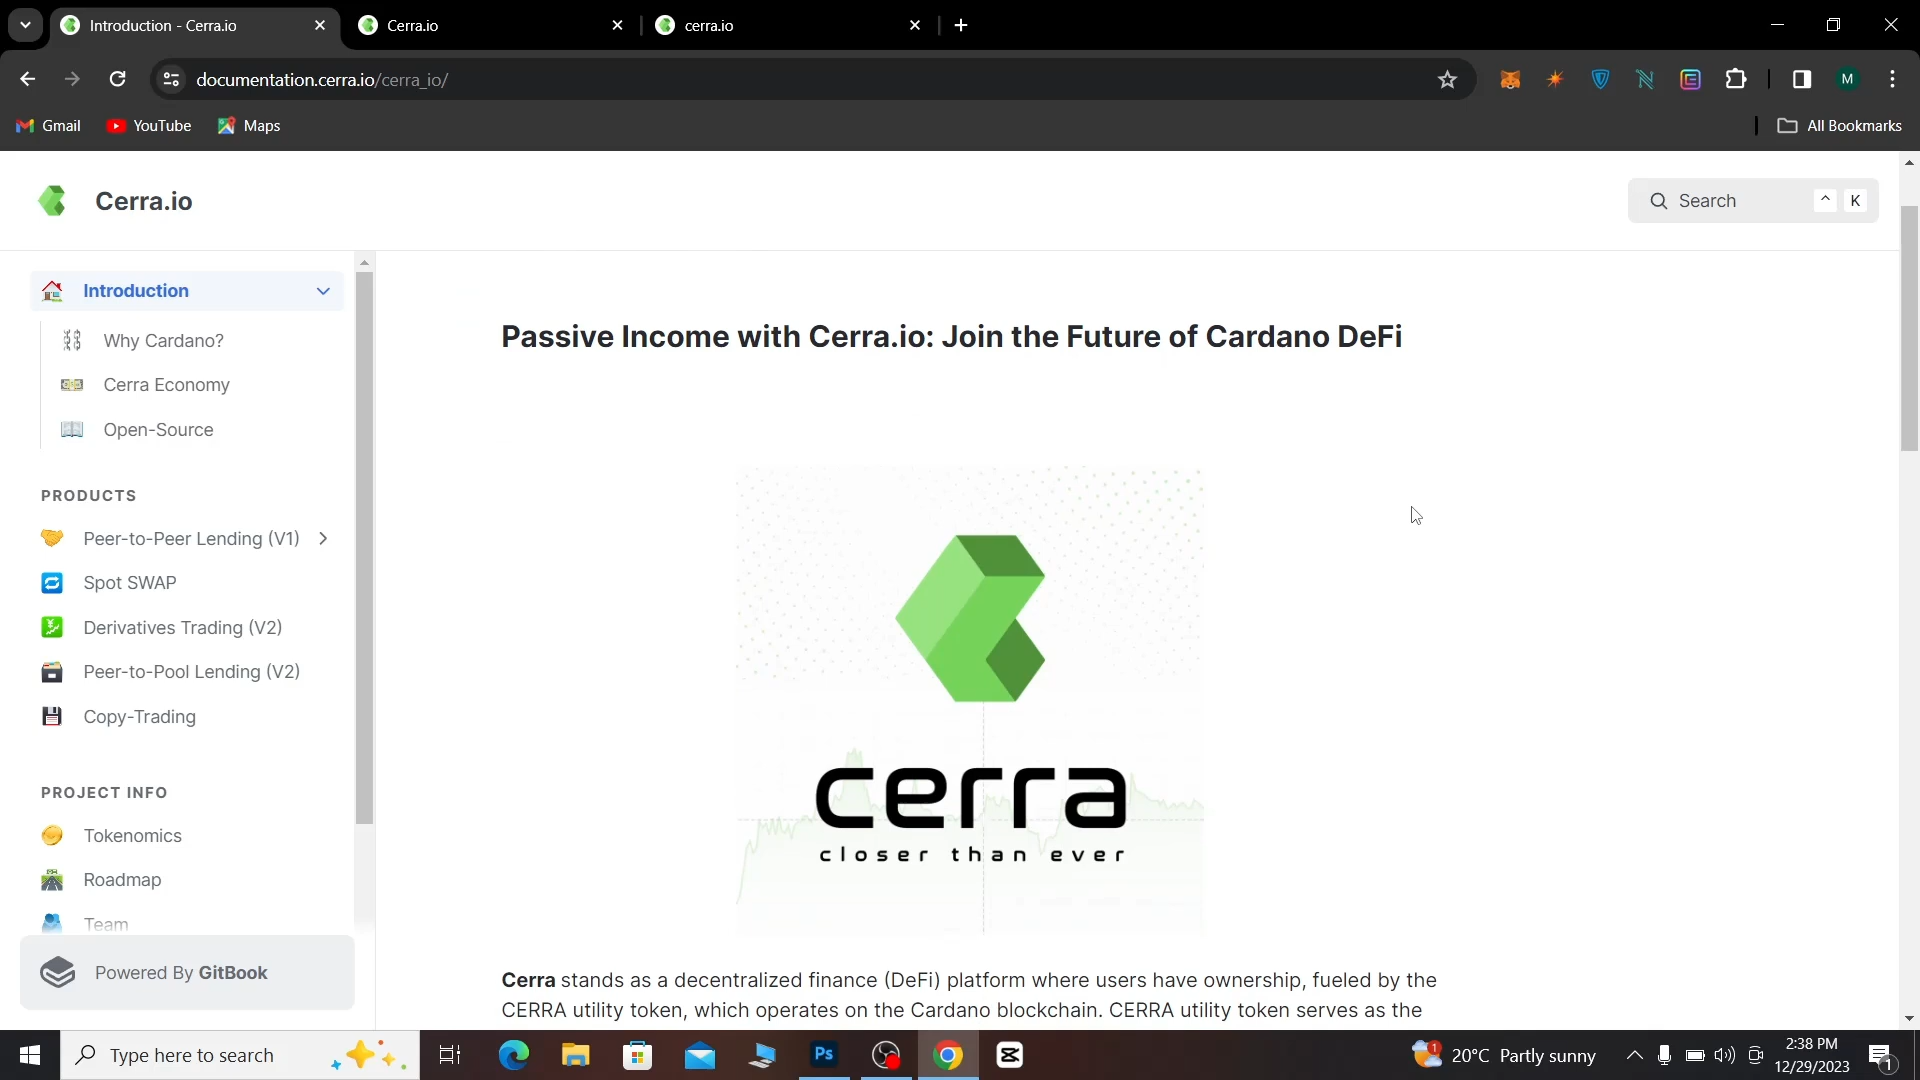 Introduction - Cerra.io
Cerra.io
cerra.io
documentation.cerra.io/cerra_io/
M
Gmail
YouTube
Maps
All Bookmarks
Cerra.io
Search
^ K
Introduction
Why Cardano?
Cerra Economy
Open-Source
PRODUCTS
Peer-to-Peer Lending (V1)
Spot SWAP
Derivatives Trading (V2)
Peer-to-Pool Lending (V2)
Copy-Trading
PROJECT INFO
Tokenomics
Roadmap
Team
Powered By GitBook
Passive Income with Cerra.io: Join the Future of Cardano DeFi
cerra
closer than ever
Cerra stands as a decentralized finance (DeFi) platform where users have ownership, fueled by the
CERRA utility token, which operates on the Cardano blockchain. CERRA utility token serves as the
Type here to search
Ps
1
20°C Partly sunny
2:38 PM
12/29/2023
1